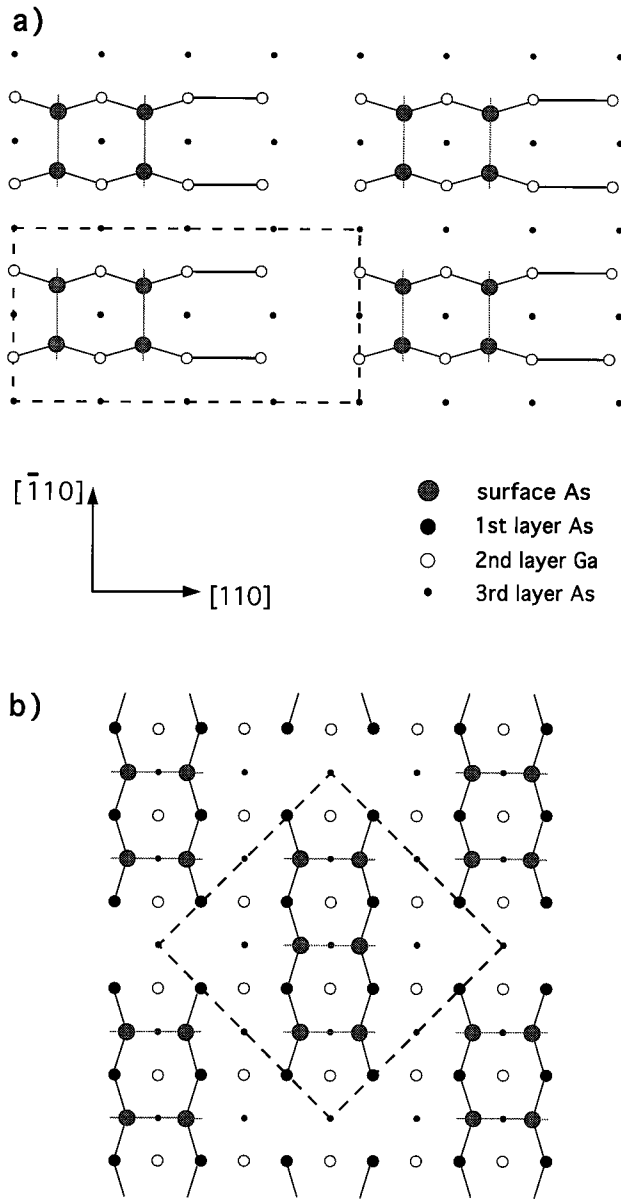 a)
[1̄10]
[110]
surface As
1st layer As
2nd layer Ga
3rd layer As
b)